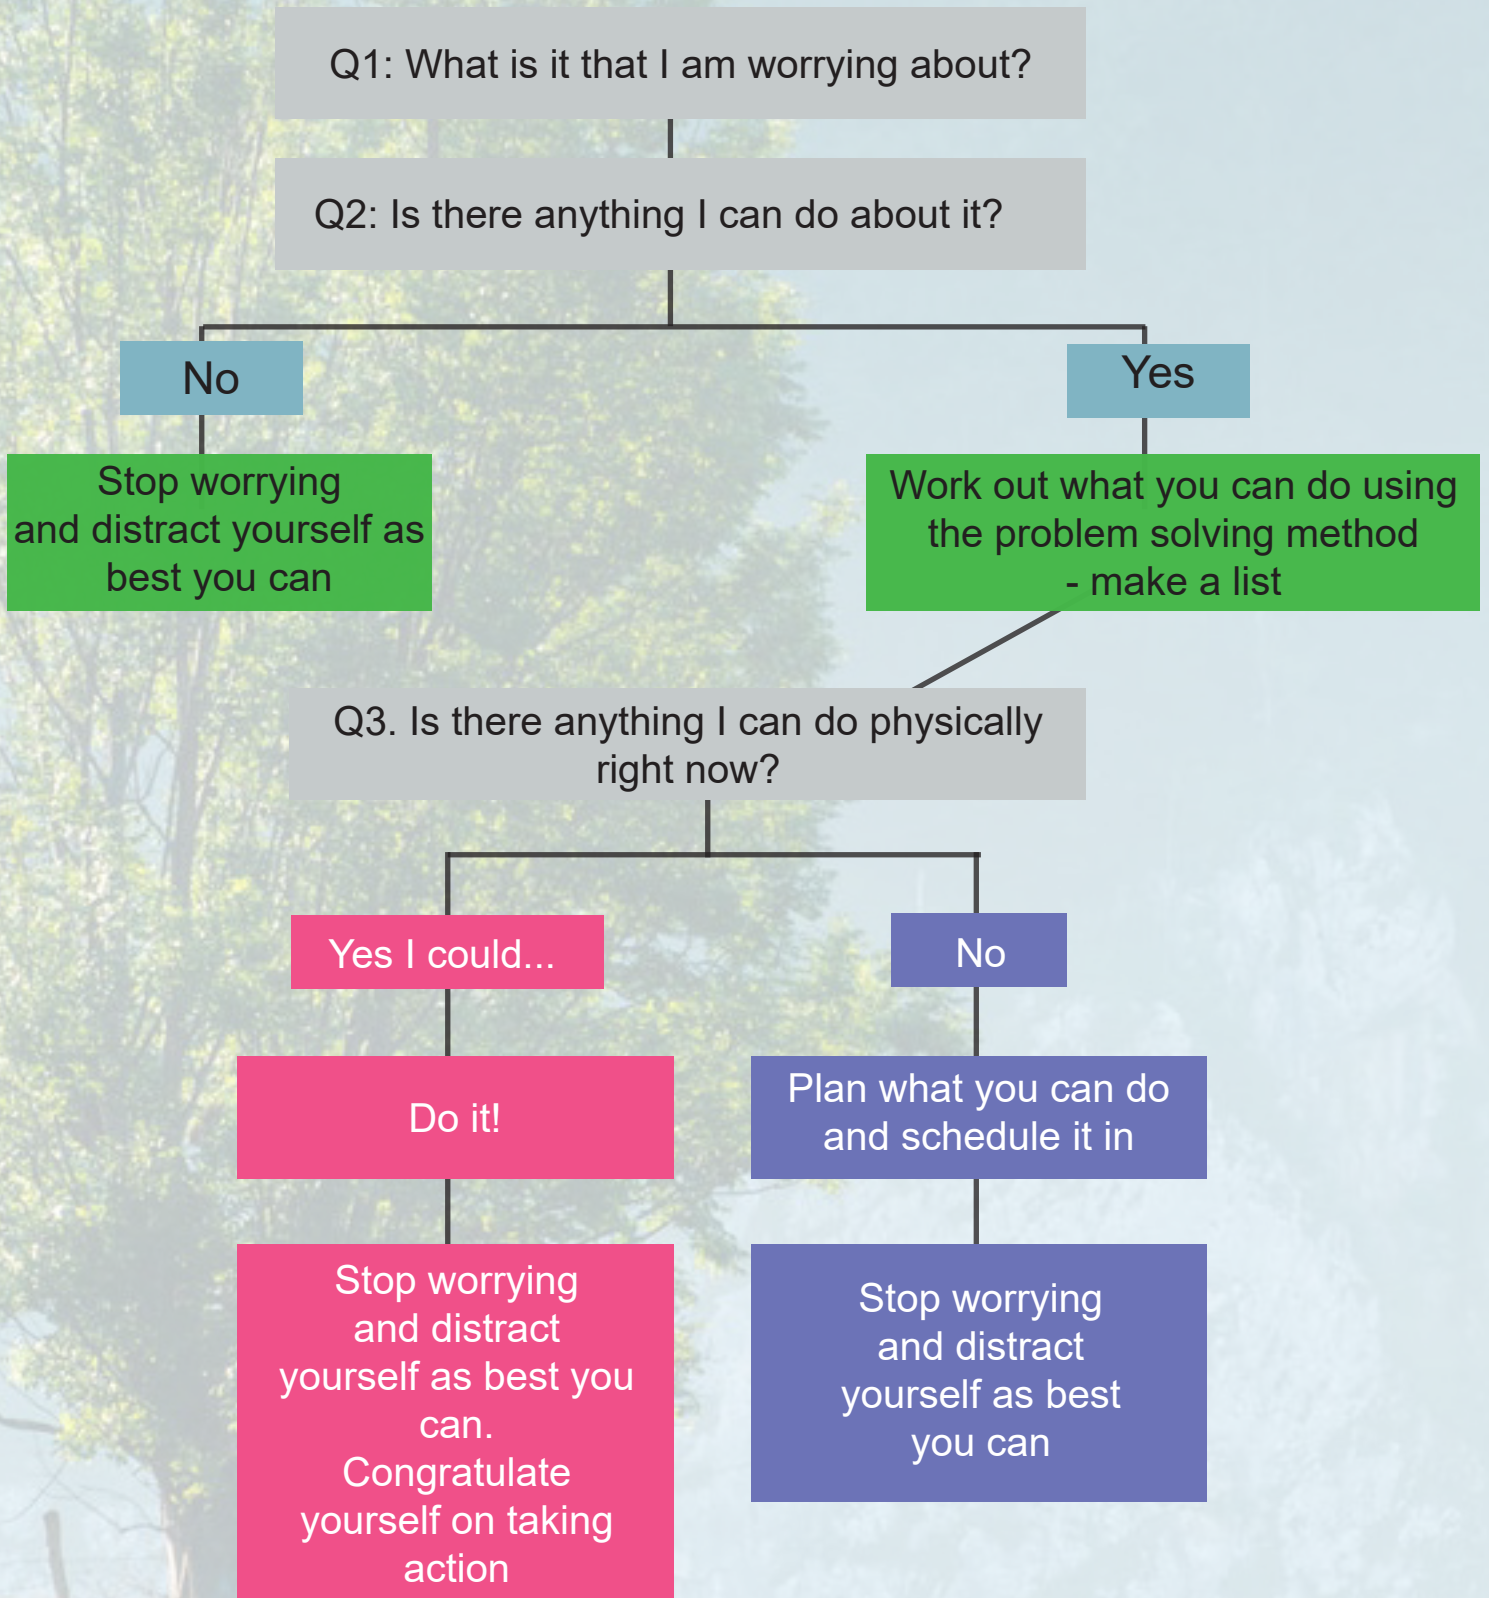 Q1: What is it that I am worrying about?
Q2: Is there anything I can do about it?
No
Yes
Stop worrying
and distract yourself as
best you can
Work out what you can do using
the problem solving method
- make a list
Q3. Is there anything I can do physically
right now?
Yes I could...
No
Do it!
Plan what you can do
and schedule it in
Stop worrying
and distract
yourself as best you
can.
Congratulate
yourself on taking
action
Stop worrying
and distract
yourself as best
you can